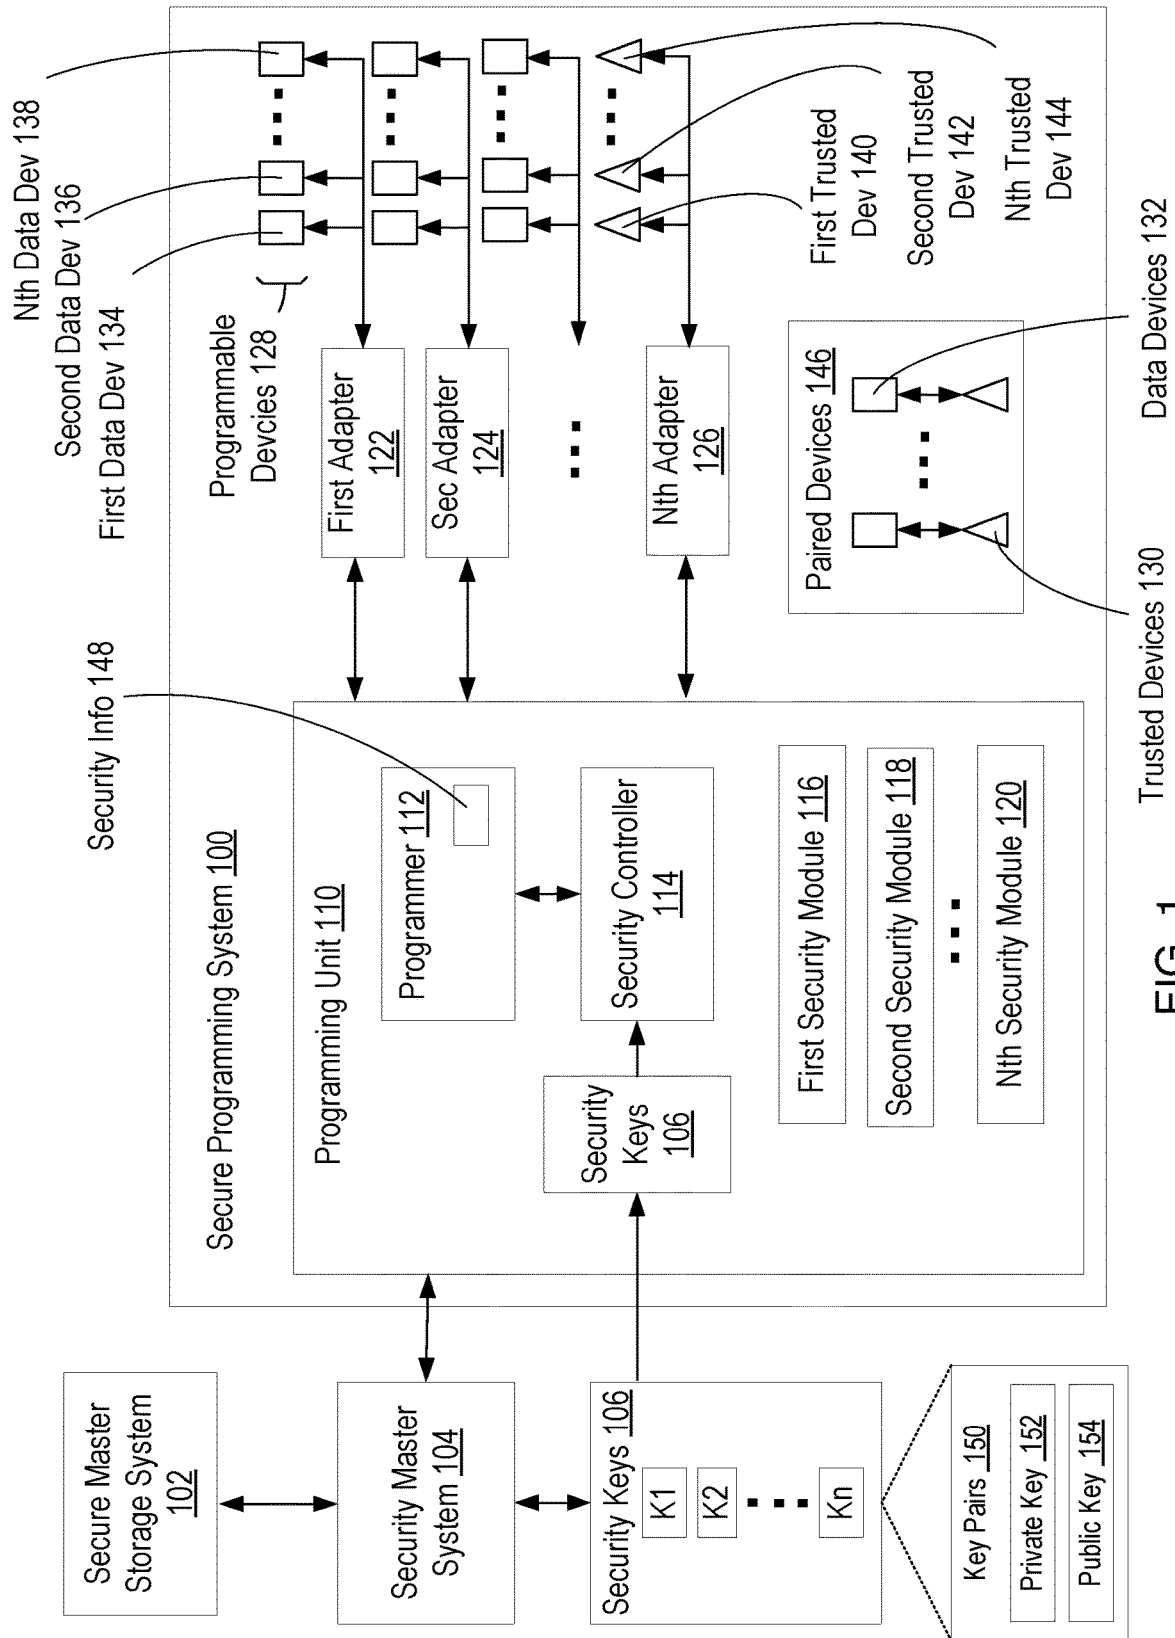 Secure Master
Storage System
102
Security Master
System 104
Security Keys 106
K1
K2
Kn
Key Pairs 150
Private Key 152
Public Key 154
Secure Programming System 100
Programming Unit 110
Security
Keys
106
Programmer 112
Security Info 148
Security Controller
114
First Security Module 116
Second Security Module 118
Nth Security Module 120
First Adapter
122
Sec Adapter
124
Nth Adapter
126
Programmable
Devcies 128
Nth Data Dev 138
Second Data Dev 136
First Data Dev 134
First Trusted
Dev 140
Second Trusted
Dev 142
Nth Trusted
Dev 144
Paired Devices 146
Trusted Devices 130
Data Devices 132
FIG. 1